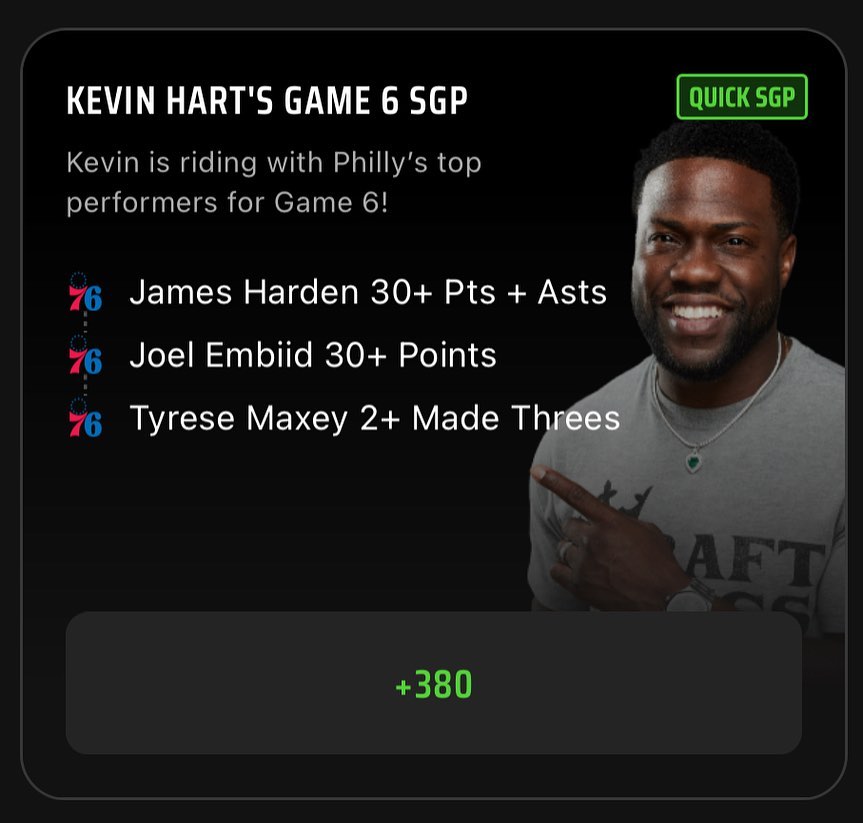 KEVIN HART'S GAME 6 SGP
QUICK SGP
Kevin is riding with Philly’s top
performers for Game 6!
76 James Harden 30+ Pts + Asts
76 Joel Embiid 30+ Points
76 Tyrese Maxey 2+ Made Threes
+380